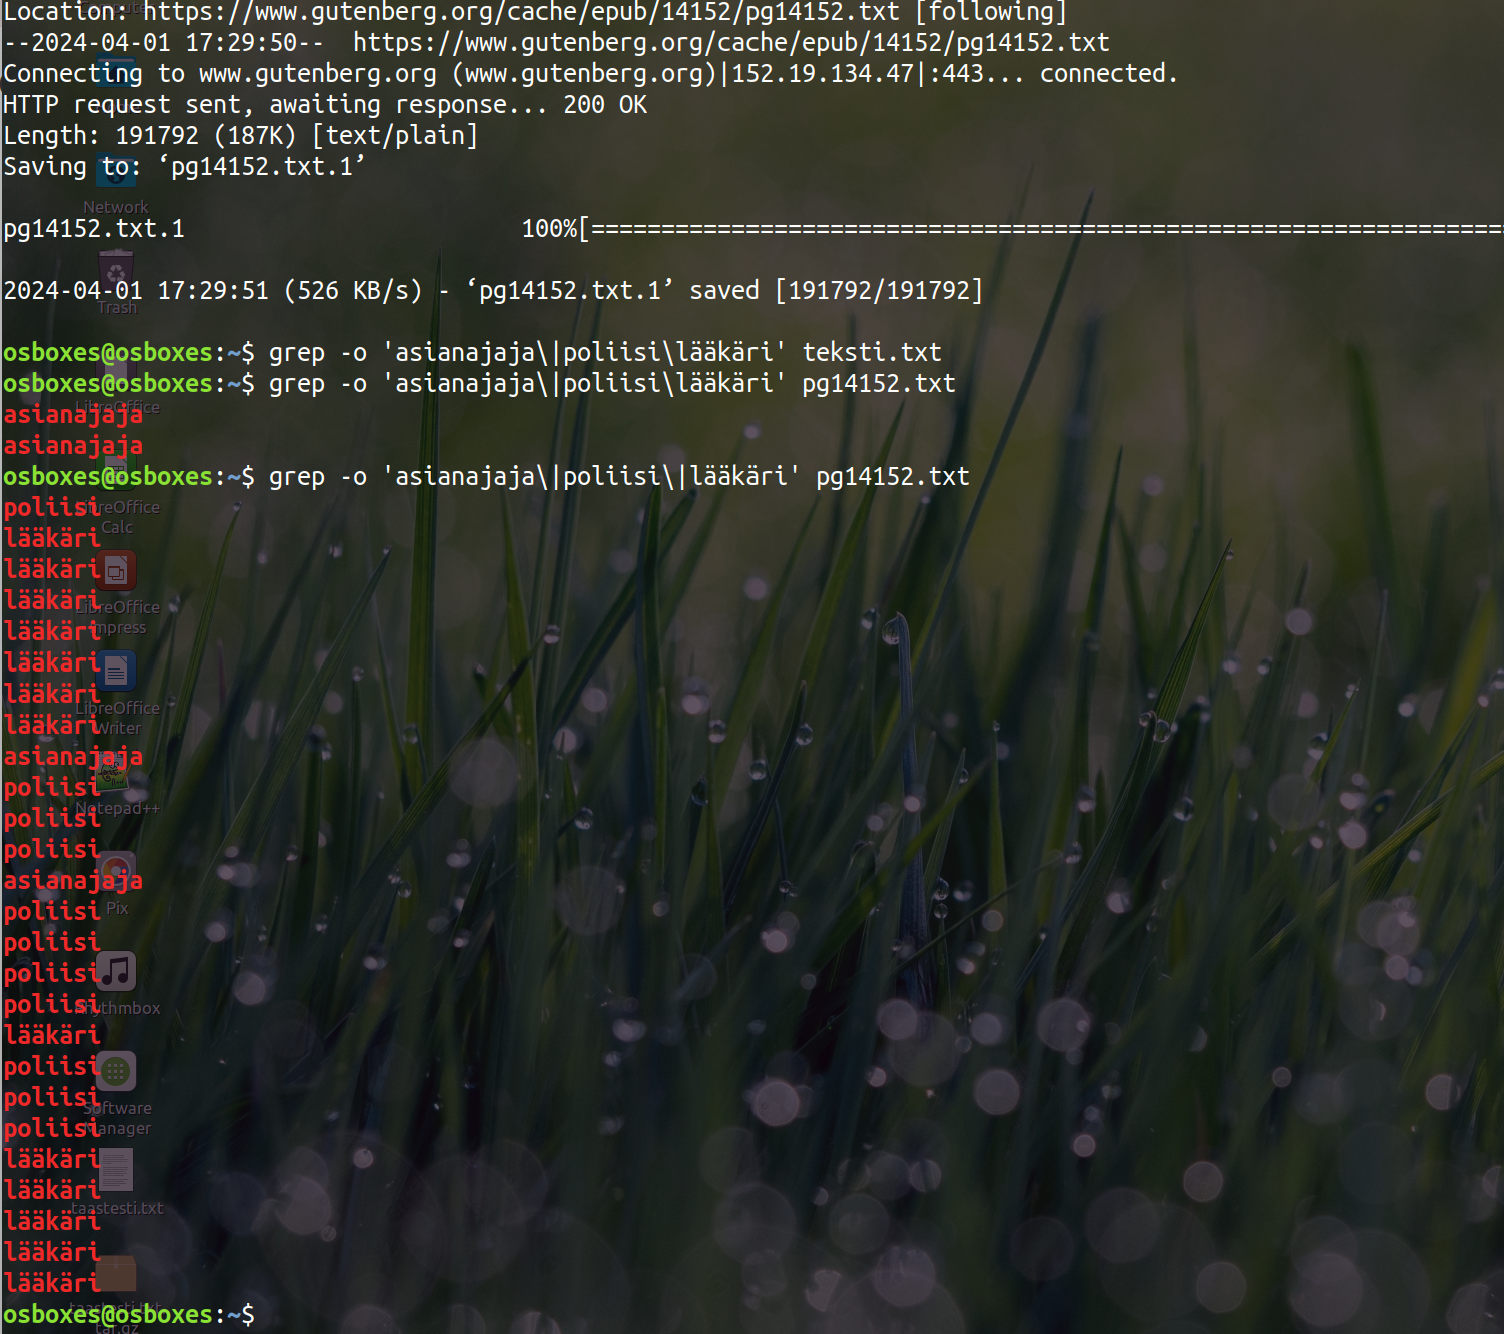 Location: https://www.gutenberg.org/cache/epub/14152/pg14152.txt [following]
--2024-04-01 17:29:50--  https://www.gutenberg.org/cache/epub/14152/pg14152.txt
Connecting to www.gutenberg.org (www.gutenberg.org)|152.19.134.47|:443... connected.
HTTP request sent, awaiting response... 200 OK
Length: 191792 (187K) [text/plain]
Saving to: ‘pg14152.txt.1’
Network
pg14152.txt.1 100%[=================================================================
2024-04-01 17:29:51 (526 KB/s) - ‘pg14152.txt.1’ saved [191792/191792]
Trash
osboxes@osboxes:~$ grep -o 'asianajaja\|poliisi\lääkäri' teksti.txt
osboxes@osboxes:~$ grep -o 'asianajaja\|poliisi\lääkäri' pg14152.txt
asianajaja
LibreOffice
asianajaja
osboxes@osboxes:~$ grep -o 'asianajaja\|poliisi\|lääkäri' pg14152.txt
poliisi
LibreOffice
Calc
lääkäri
lääkäri
lääkäri
LibreOffice
Impress
lääkäri
lääkäri
lääkäri
LibreOffice
Writer
lääkäri
asianajaja
poliisi
Notepad++
poliisi
poliisi
asianajaja
poliisi
Pix
poliisi
poliisi
poliisi
Rhythmbox
lääkäri
poliisi
poliisi
Software
Manager
poliisi
lääkäri
lääkäri
taastesti.txt
lääkäri
lääkäri
lääkäri
osboxes@osboxes:~$
taastesti.txt.
tar.gz